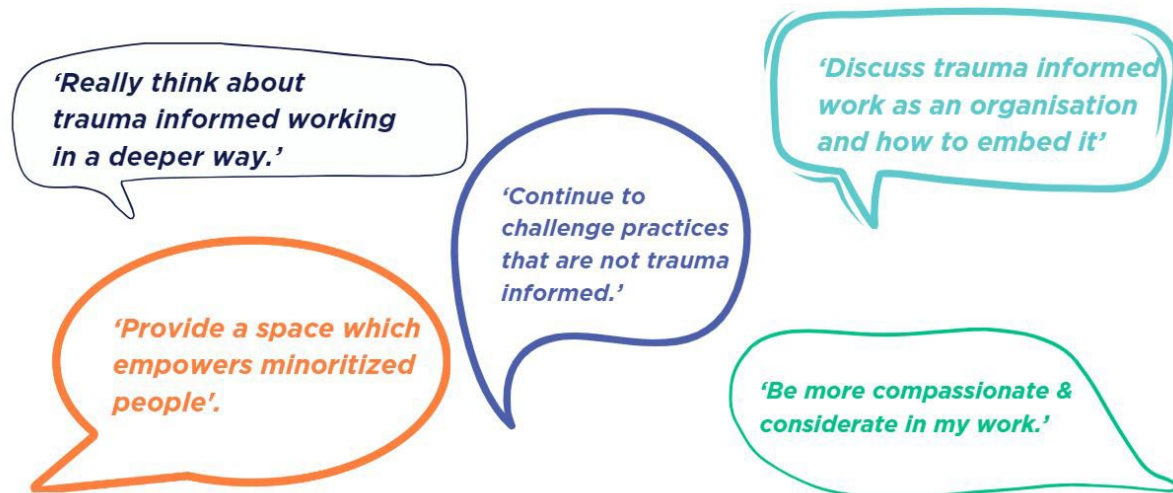 ‘Really think about
trauma informed working
in a deeper way.’
‘Discuss trauma informed
work as an organisation
and how to embed it’
‘Continue to
challenge practices
that are not trauma
informed.’
‘Provide a space which
empowers minoritized
people'.
‘Be more compassionate &
considerate in my work.’